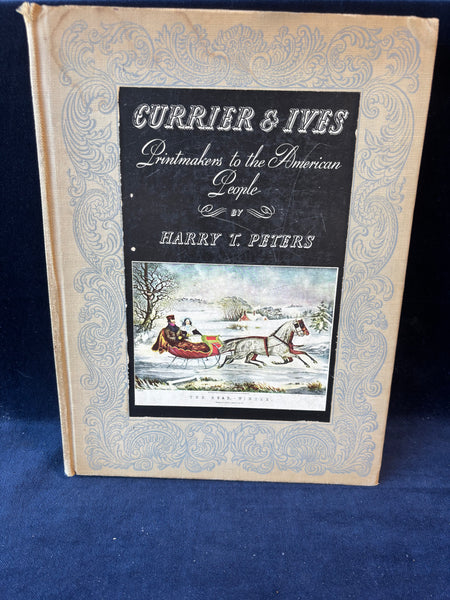 CURRIER & IVES
Printmakers to the American
People
BY
HARRY T. PETERS
THE ROAD,–WINTER.